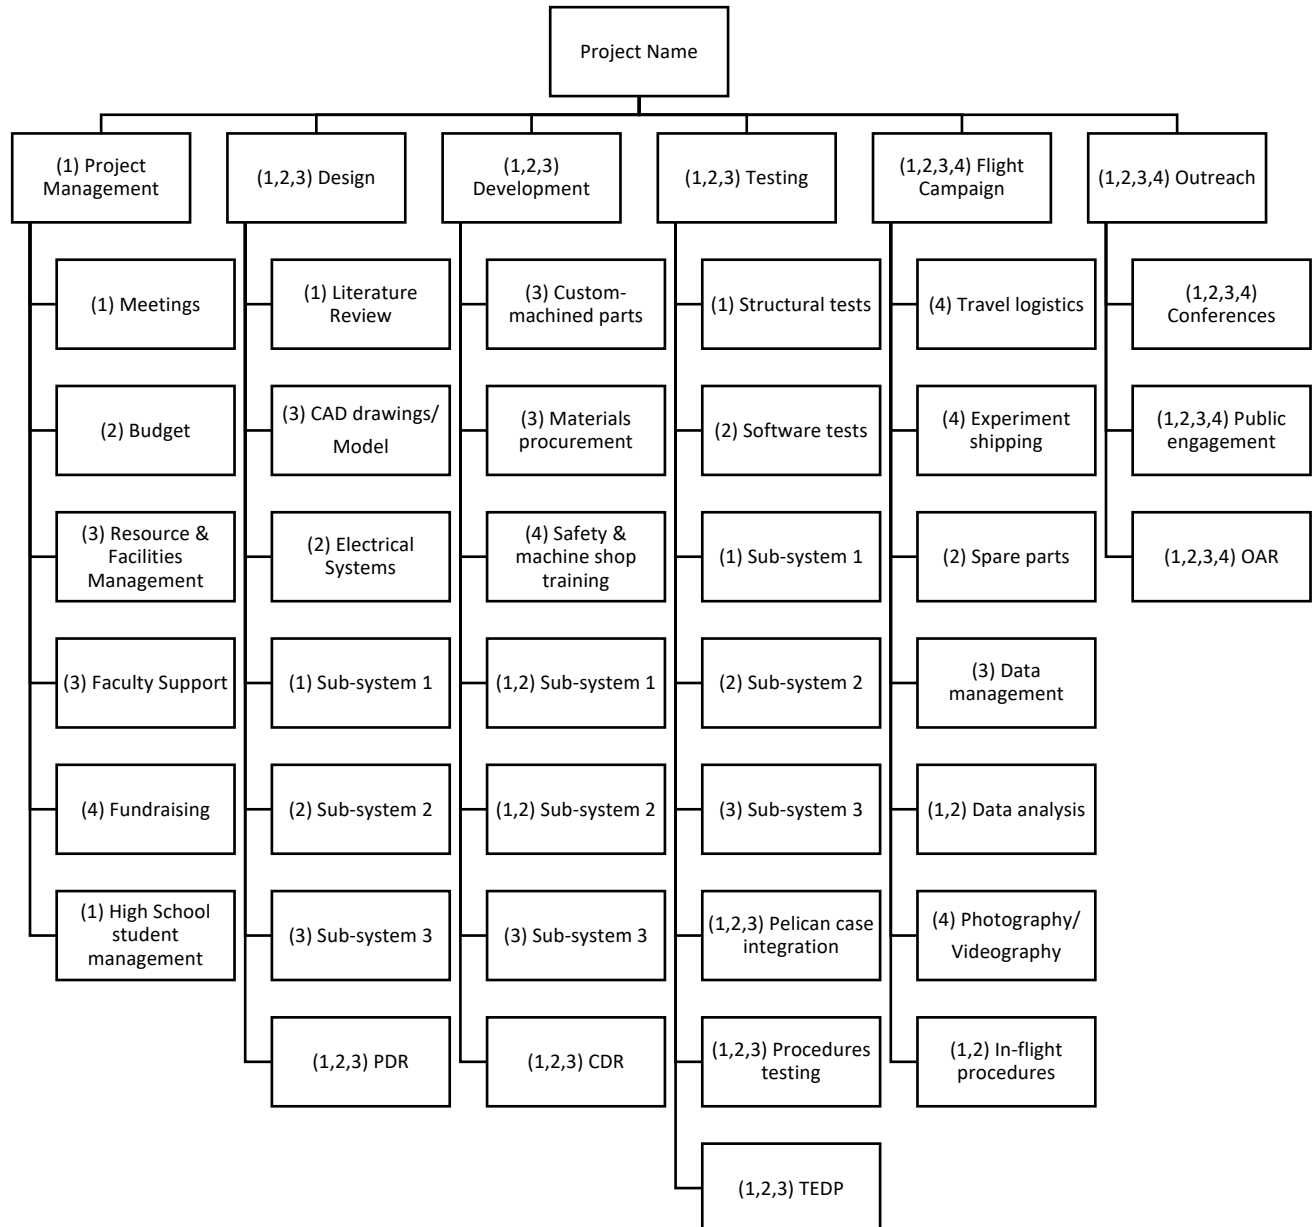 Project Name
(1) Project
Management
(1,2,3) Design
(1,2,3)
Development
(1,2,3) Testing
(1,2,3,4) Flight
Campaign
(1,2,3,4) Outreach
(1) Meetings
(2) Budget
(3) Resource &
Facilities
Management
(3) Faculty Support
(4) Fundraising
(1) High School
student
management
(1) Literature
Review
(3) CAD drawings/
Model
(2) Electrical
Systems
(1) Sub-system 1
(2) Sub-system 2
(3) Sub-system 3
(1,2,3) PDR
(3) Custom-
machined parts
(3) Materials
procurement
(4) Safety &
machine shop
training
(1,2) Sub-system 1
(1,2) Sub-system 2
(3) Sub-system 3
(1,2,3) CDR
(1) Structural tests
(2) Software tests
(1) Sub-system 1
(2) Sub-system 2
(3) Sub-system 3
(1,2,3) Pelican case
integration
(1,2,3) Procedures
testing
(1,2,3) TEDP
(4) Travel logistics
(4) Experiment
shipping
(2) Spare parts
(3) Data
management
(1,2) Data analysis
(4) Photography/
Videography
(1,2) In-flight
procedures
(1,2,3,4)
Conferences
(1,2,3,4) Public
engagement
(1,2,3,4) OAR